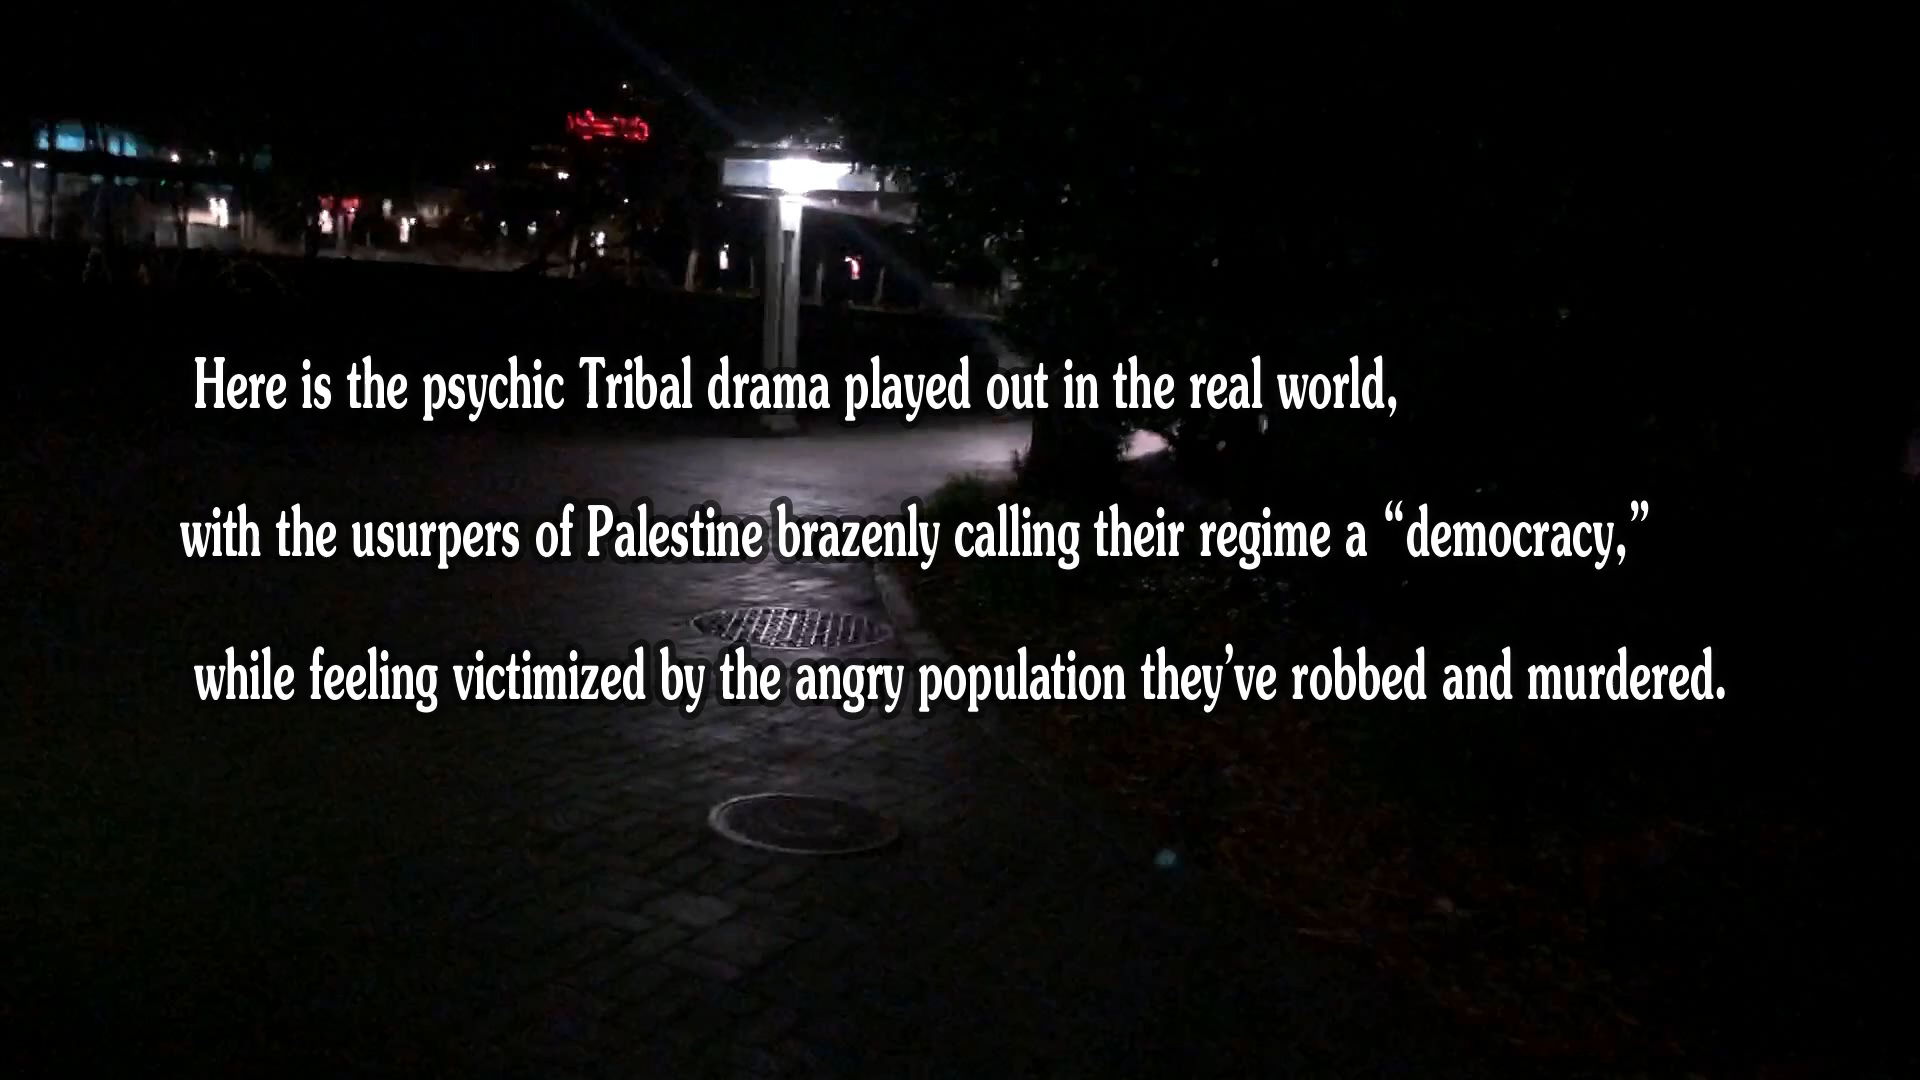 Here is the psychic Tribal drama played out in the real world,
with the usurpers of Palestine brazenly calling their regime a “democracy,”
while feeling victimized by the angry population they’ve robbed and murdered.